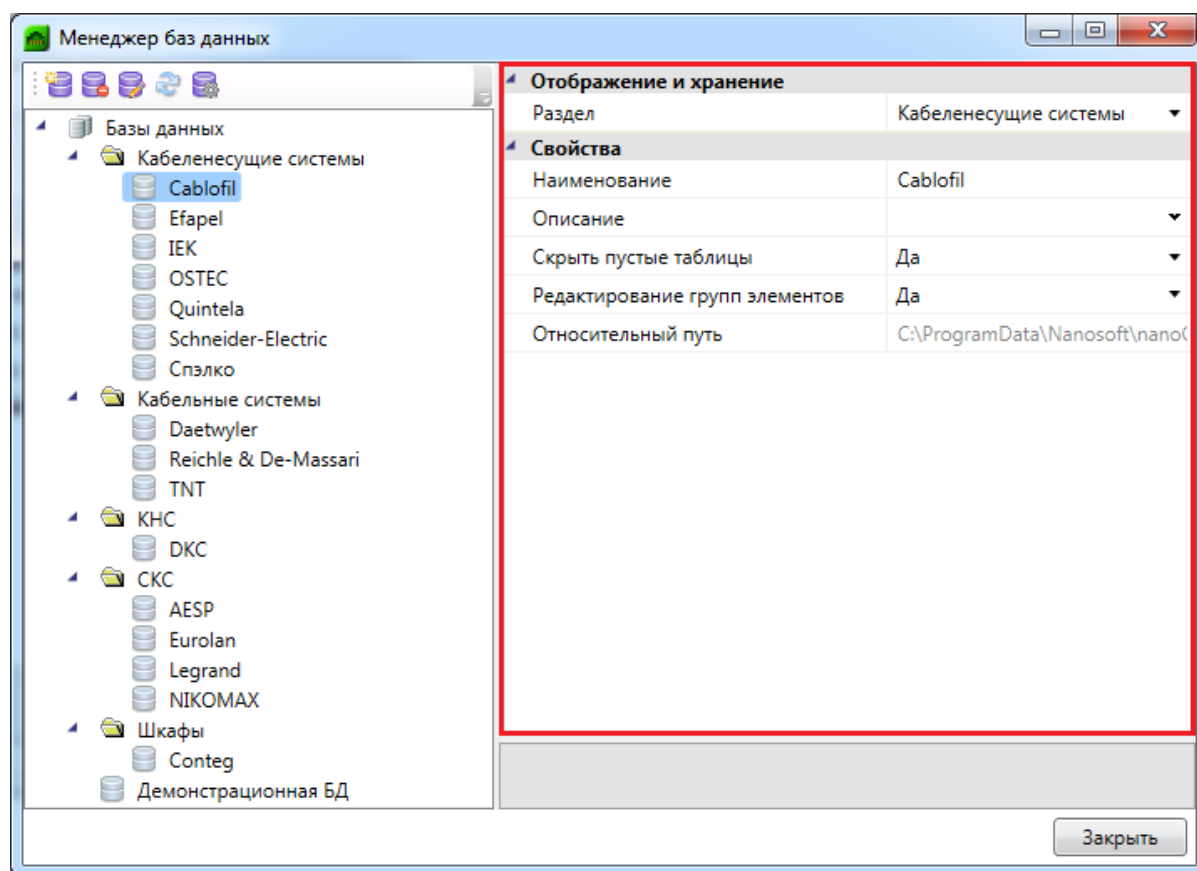 Менеджер баз данных
Базы данных
Кабеленесущие системы
Cablofil
Efapel
IEK
OSTEC
Quintela
Schneider-Electric
Спэлко
Кабельные системы
Daetwyler
Reichle & De-Massari
TNT
КНС
DKC
СКС
AESP
Eurolan
Legrand
NIKOMAX
Шкафы
Conteg
Демонстрационная БД
Отображение и хранение
Раздел Кабеленесущие системы
Свойства
Наименование Cablofil
Описание
Скрыть пустые таблицы Да
Редактирование групп элементов Да
Относительный путь C:\ProgramData\Nanosoft\nano
Закрыть